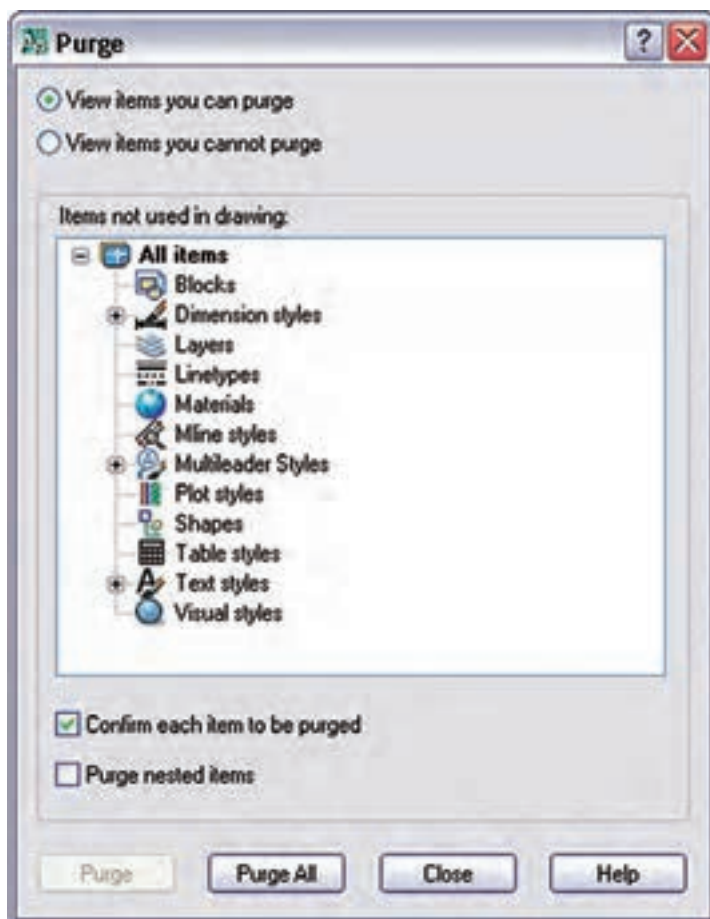 Purge
View items you can purge
View items you cannot purge
Items not used in drawing:
All items
Blocks
Dimension styles
Layers
Linetypes
Materials
Mline styles
Multileader Styles
Plot styles
Shapes
Table styles
Text styles
Visual styles
Confirm each item to be purged
Purge nested items
Purge Purge All Close Help